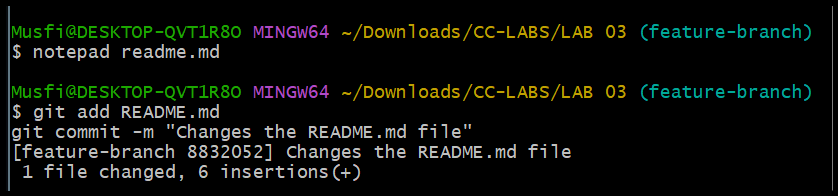 Musfi@DESKTOP-QVT1R8O MINGW64 ~/Downloads/CC-LABS/LAB 03 (feature-branch)
$ notepad readme.md
Musfi@DESKTOP-QVT1R8O MINGW64 ~/Downloads/CC-LABS/LAB 03 (feature-branch)
$ git add README.md
git commit -m "Changes the README.md file"
[feature-branch 8832052] Changes the README.md file
 1 file changed, 6 insertions(+)